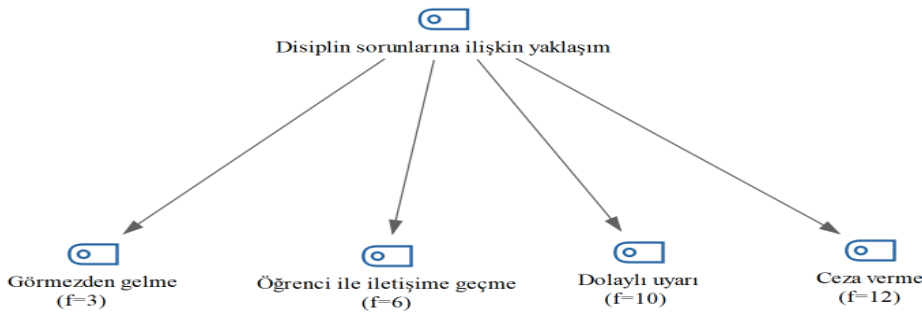 Disiplin sorunlarına ilişkin yaklaşım
Görmezden gelme
(f=3)
Öğrenci ile iletişime geçme
(f=6)
Dolaylı uyarı
(f=10)
Ceza verme
(f=12)